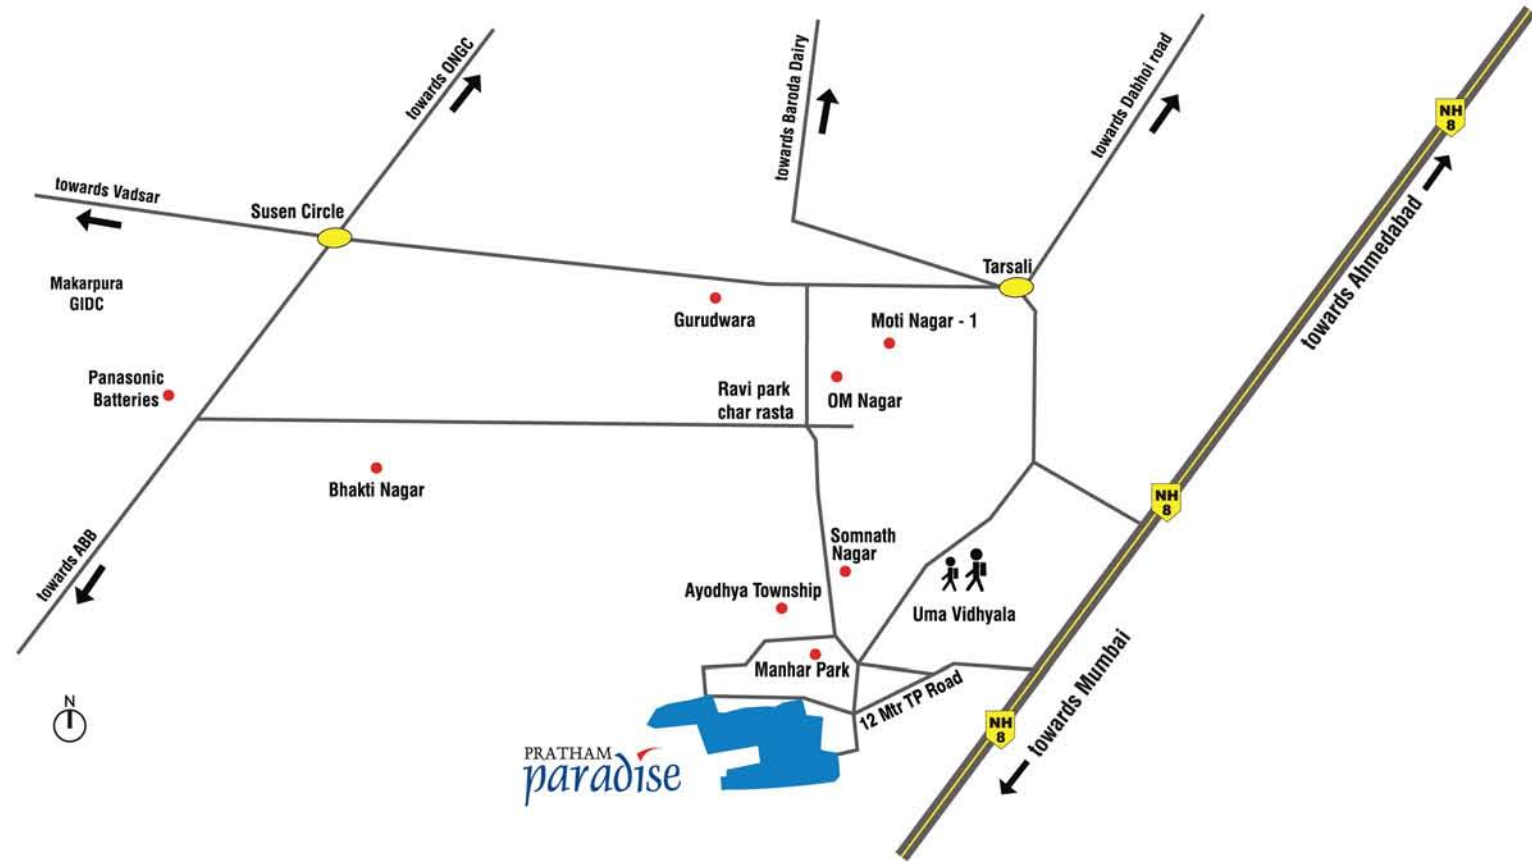 towards ONGC
towards Baroda Dairy
towards Dabhoi road
NH
8
towards Vadsar
Susen Circle
towards Ahmedabad
Tarsali
Makarpura
GIDC
Gurudwara
Moti Nagar - 1
Panasonic
Batteries
Ravi park
char rasta
OM Nagar
Bhakti Nagar
NH
8
towards ABB
Somnath
Nagar
Ayodhya Township
Uma Vidhyala
Manhar Park
12 Mtr TP Road
towards Mumbai
N
NH
8
PRATHAM
paradise